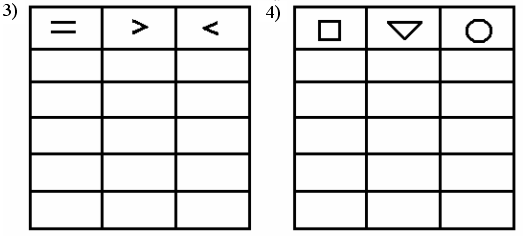 3)
= > <
4)
□ ▽ ○